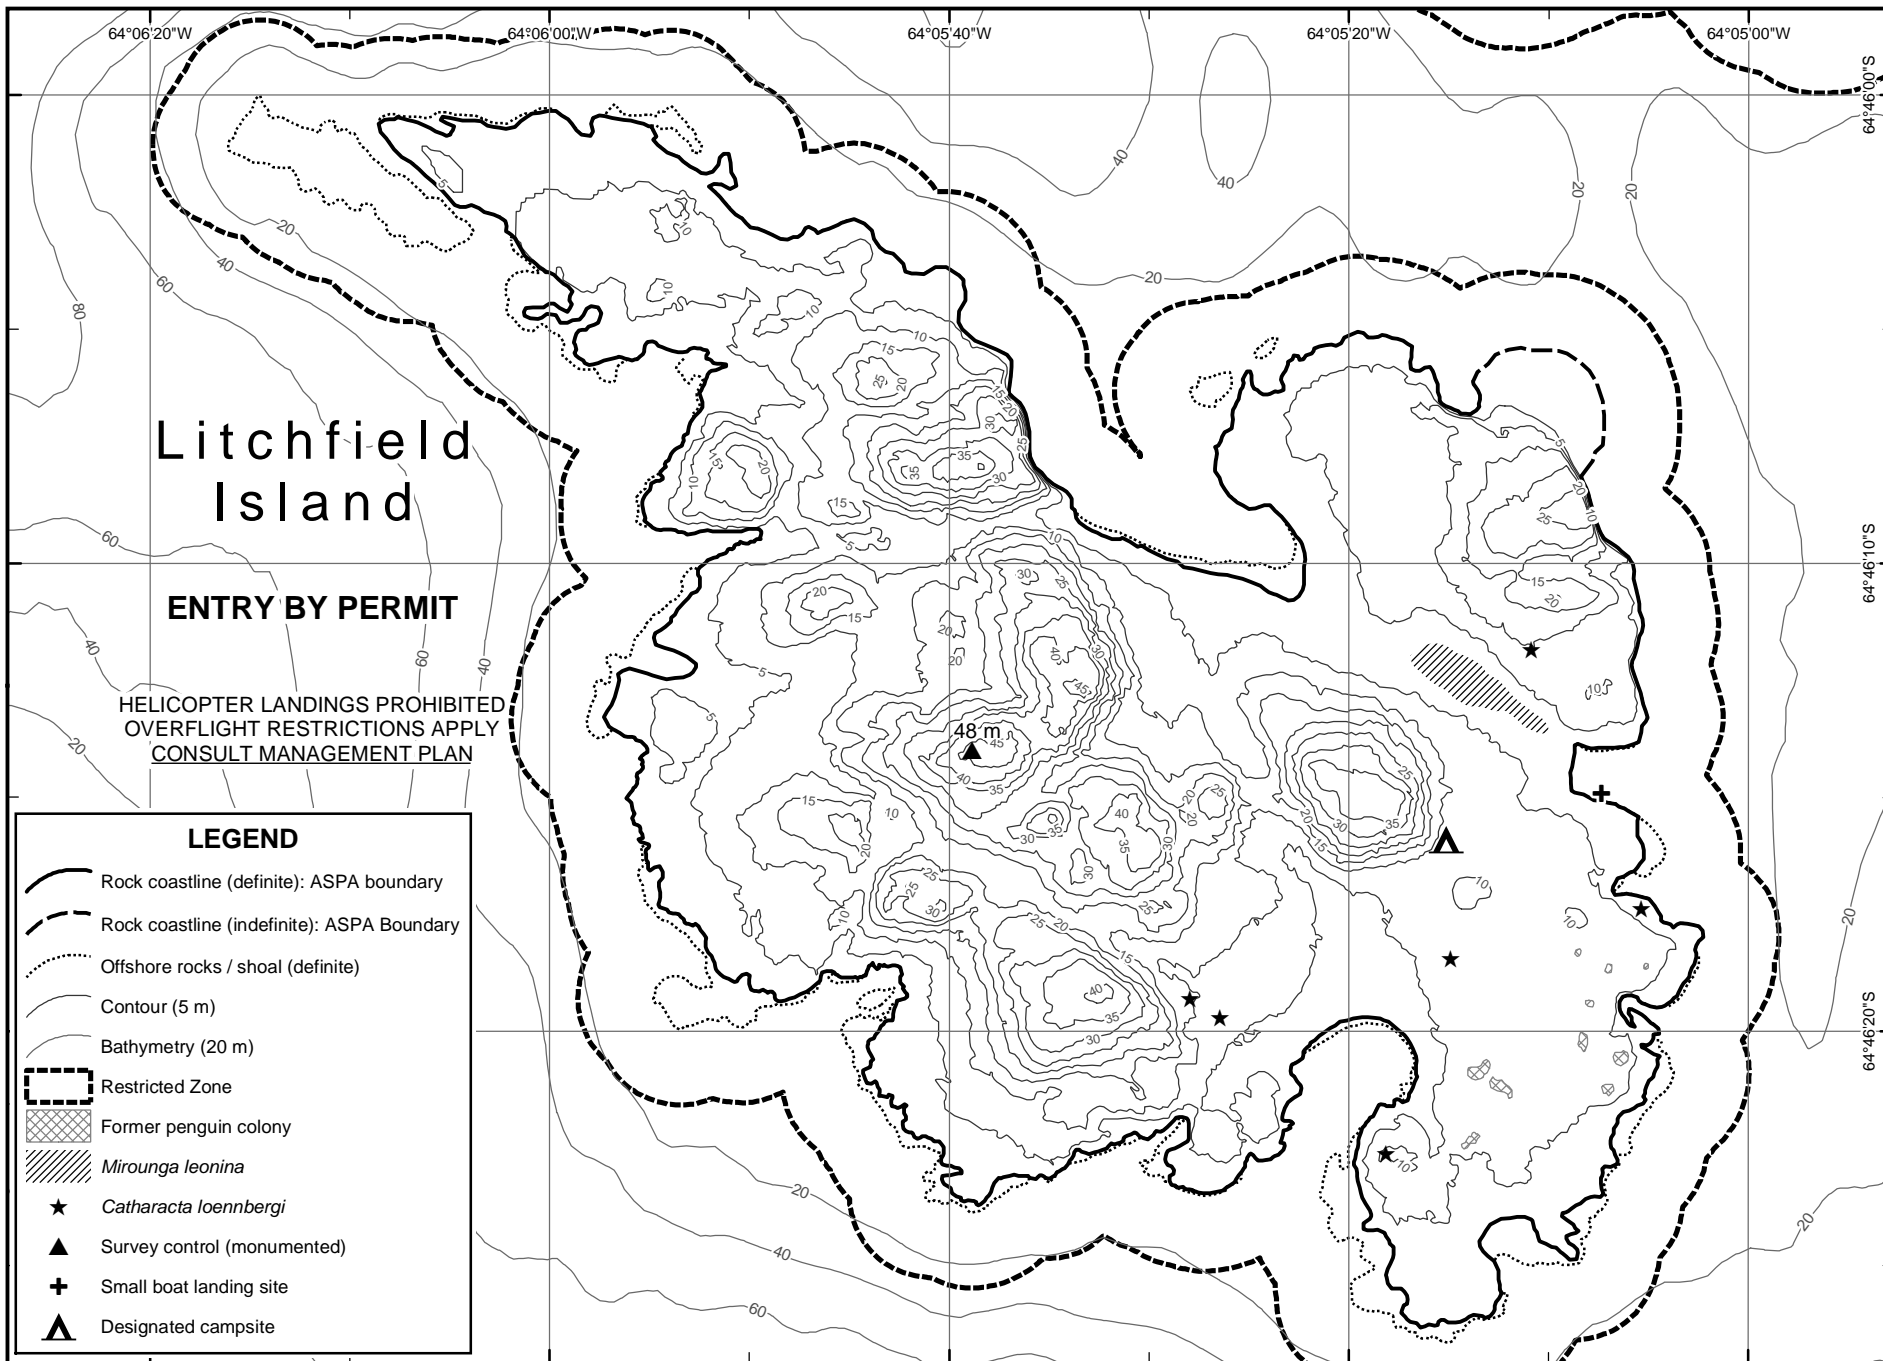 64°06'20"W
64°06'00"W
64°05'40"W
64°05'20"W
64°05'00"W
64°46'00"S
64°46'10"S
64°46'20"S
Litchfield
Island
ENTRY BY PERMIT
HELICOPTER LANDINGS PROHIBITED
OVERFLIGHT RESTRICTIONS APPLY
CONSULT MANAGEMENT PLAN
48 m
LEGEND
Rock coastline (definite): ASPA boundary
Rock coastline (indefinite): ASPA Boundary
Offshore rocks / shoal (definite)
Contour (5 m)
Bathymetry (20 m)
Restricted Zone
Former penguin colony
Mirounga leonina
Catharacta loennbergi
Survey control (monumented)
Small boat landing site
Designated campsite